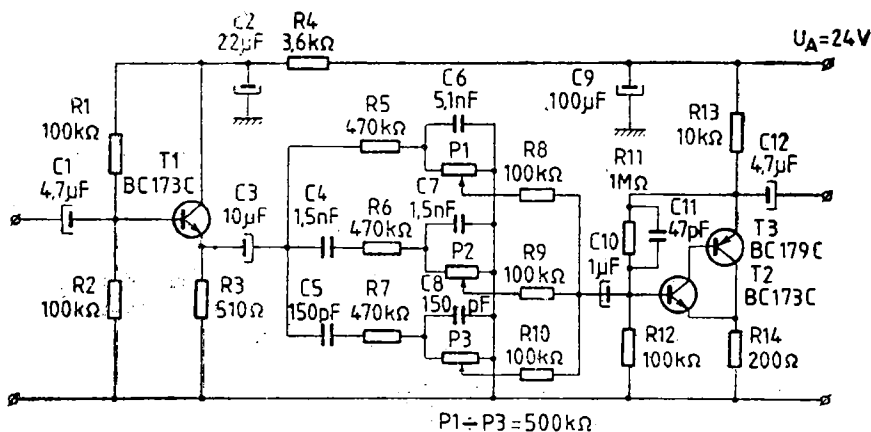 C2
22µF
R4
3,6kΩ
U_A=24V
R1
100kΩ
C1
4,7µF
T1
BC173C
R2
100kΩ
R3
510Ω
C3
10µF
C4
1,5nF
C5
150pF
R5
470kΩ
R6
470kΩ
R7
470kΩ
C6
5,1nF
P1
C7
1,5nF
P2
C8
150 pF
P3
R8
100kΩ
R9
100kΩ
R10
100kΩ
C9
100µF
R11
1MΩ
C10
1µF
C11
47pF
R12
100kΩ
R13
10kΩ
C12
4,7µF
T3
BC179C
T2
BC173C
R14
200Ω
P1÷P3=500kΩ